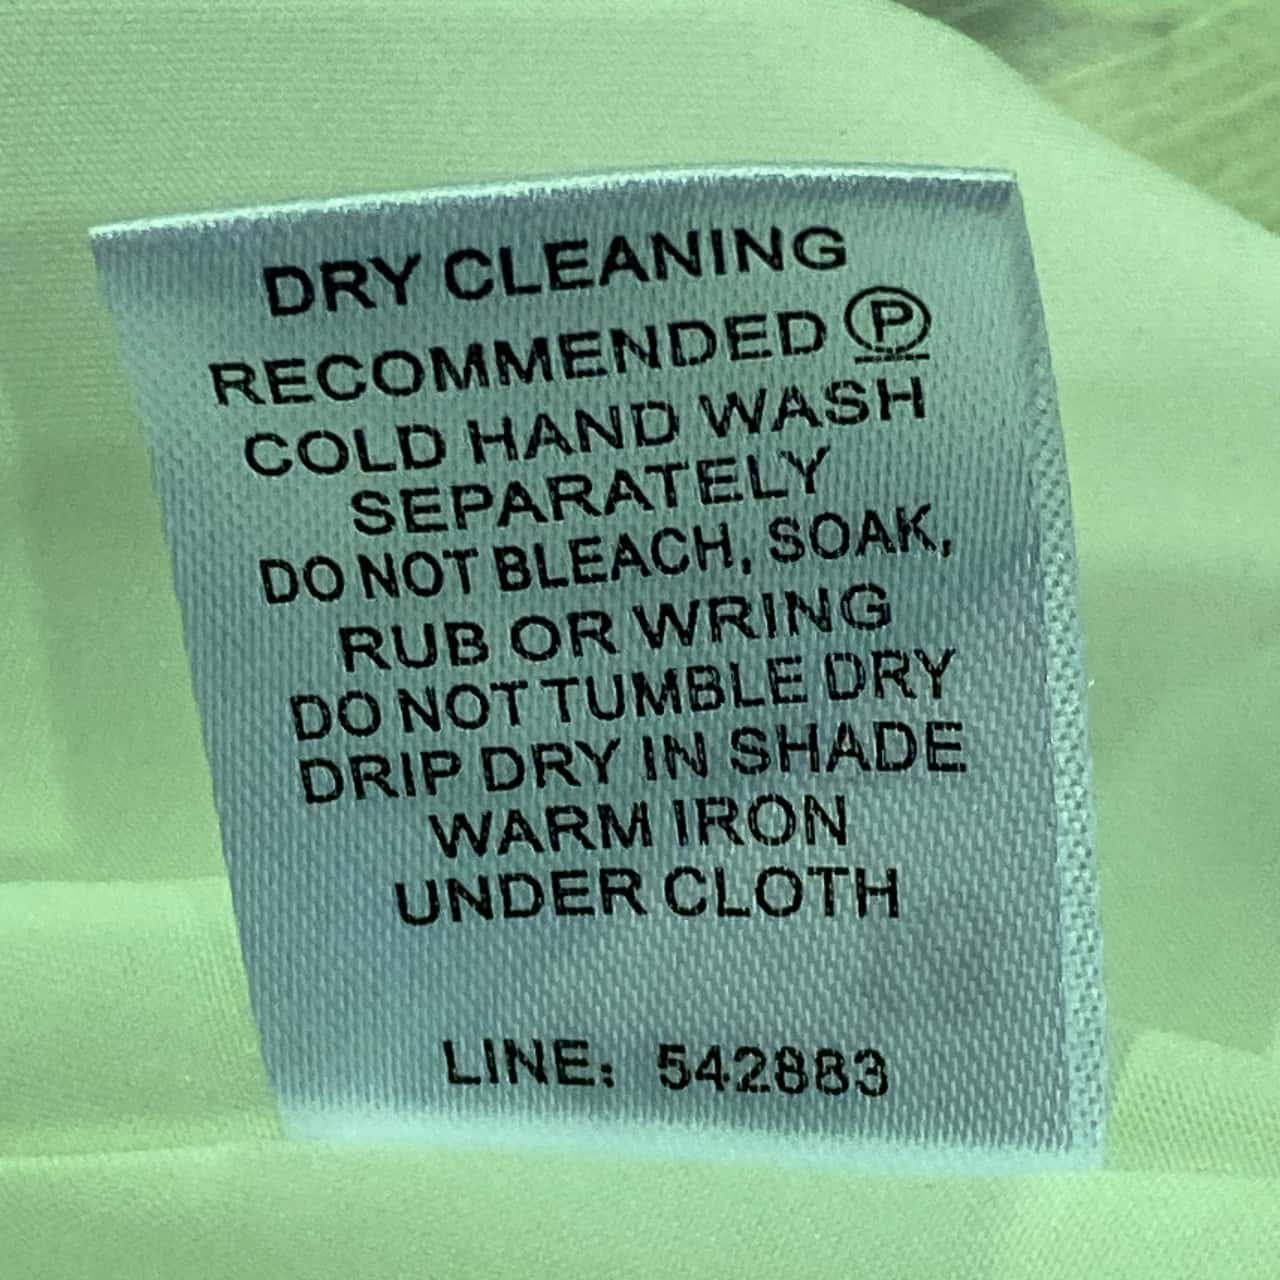 DRY CLEANING
RECOMMENDED Ⓟ
COLD HAND WASH
SEPARATELY
DO NOT BLEACH, SOAK,
RUB OR WRING
DO NOT TUMBLE DRY
DRIP DRY IN SHADE
WARM IRON
UNDER CLOTH
LINE: 542883